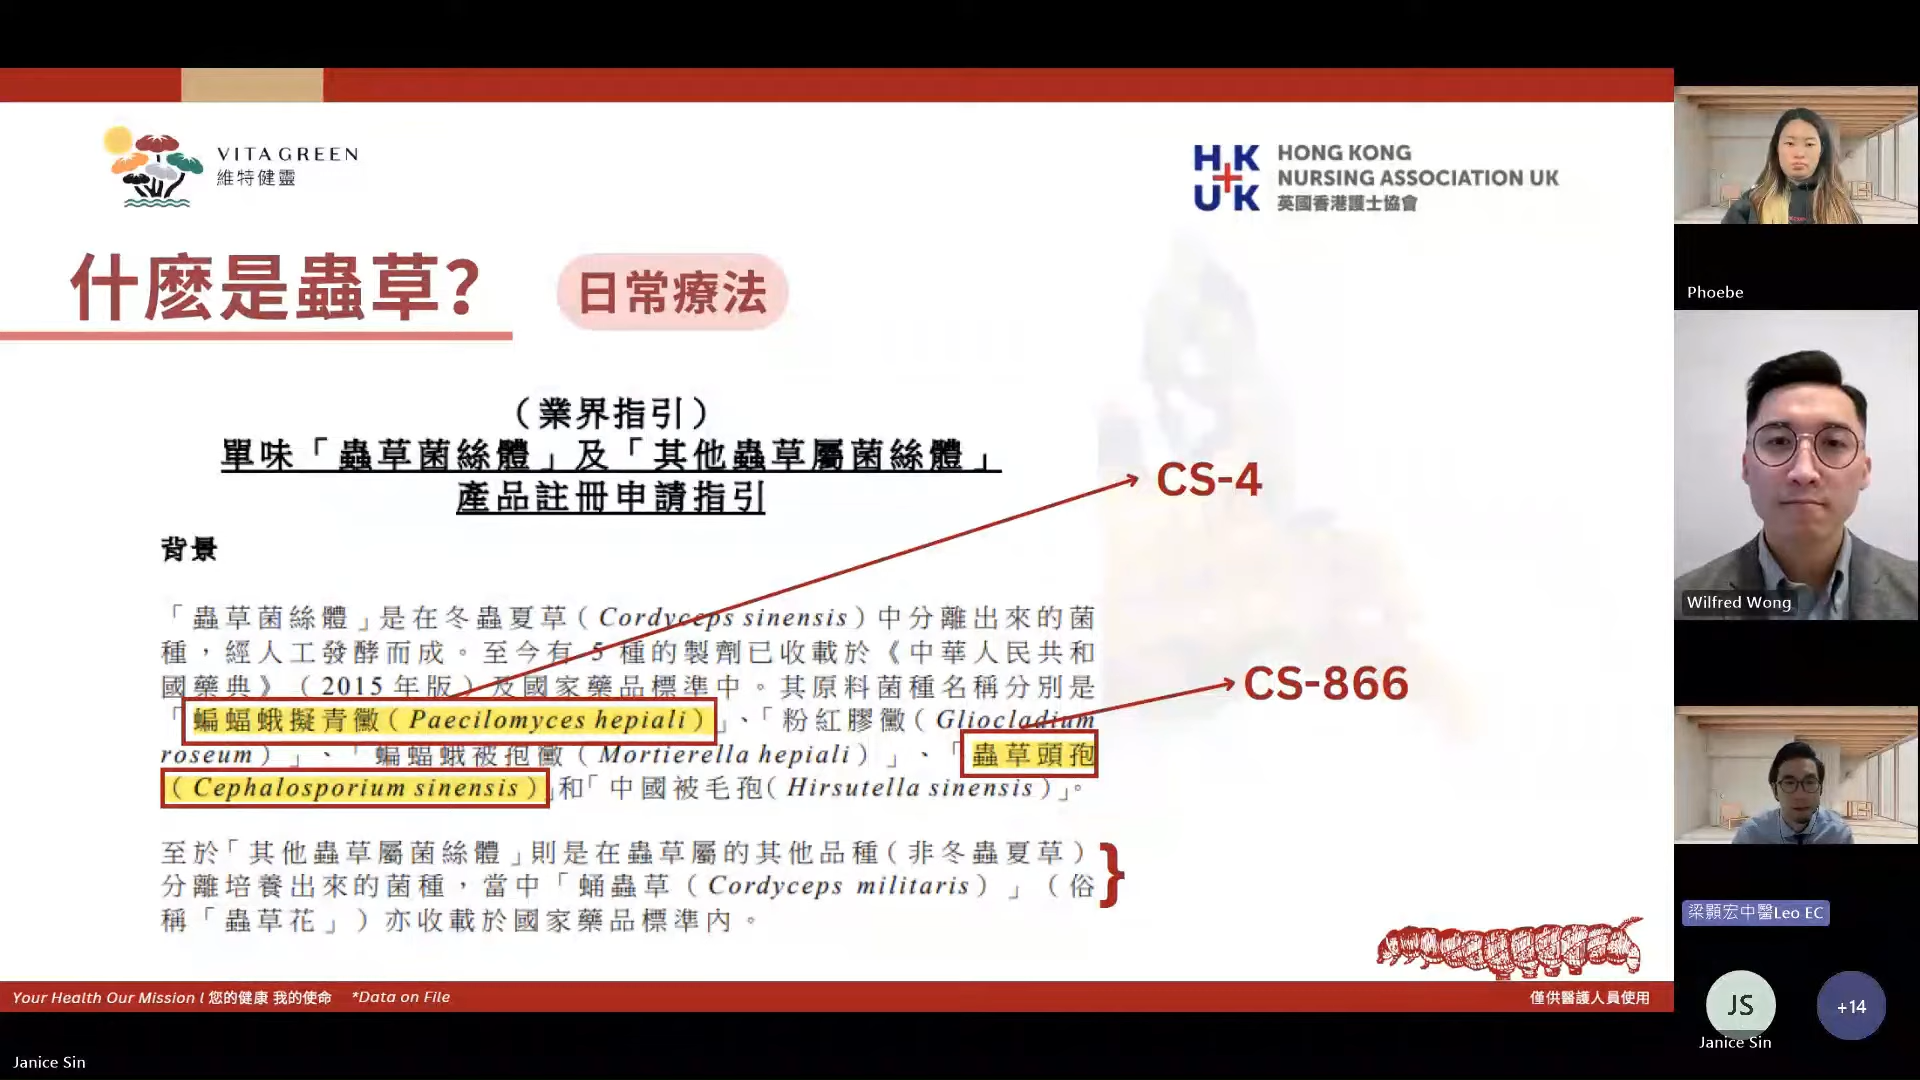 VITA GREEN
維特健靈
HK
UK
HONG KONG
NURSING ASSOCIATION UK
英國香港護士協會
什麽是蟲草?
日常療法
（業界指引）
單味「蟲草菌絲體」及「其他蟲草屬菌絲體」
產品註冊申請指引
背景
「蟲草菌絲體」是在冬蟲夏草（Cordyceps sinensis）中分離出來的菌
種，經人工發酵而成。至今有 5 種的製劑已收載於《中華人民共和
國藥典》（2015 年版）及國家藥品標準中。其原料菌種名稱分別是
「蝙蝠蛾擬青黴（Paecilomyces hepiali）」、「粉紅膠黴（Gliocladium
roseum）」、「蝙蝠蛾被孢黴（Mortierella hepiali）」、「蟲草頭孢
（Cephalosporium sinensis）」和「中國被毛孢（Hirsutella sinensis）」。
至於「其他蟲草屬菌絲體」則是在蟲草屬的其他品種（非冬蟲夏草）
分離培養出來的菌種，當中「蛹蟲草（Cordyceps militaris）」（俗
稱「蟲草花」）亦收載於國家藥品標準內。
CS-4
CS-866
Your Health Our Mission l 您的健康 我的使命 *Data on File
僅供醫護人員使用
Janice Sin
Phoebe
Wilfred Wong
梁顥宏中醫Leo EC
JS
Janice Sin
+14